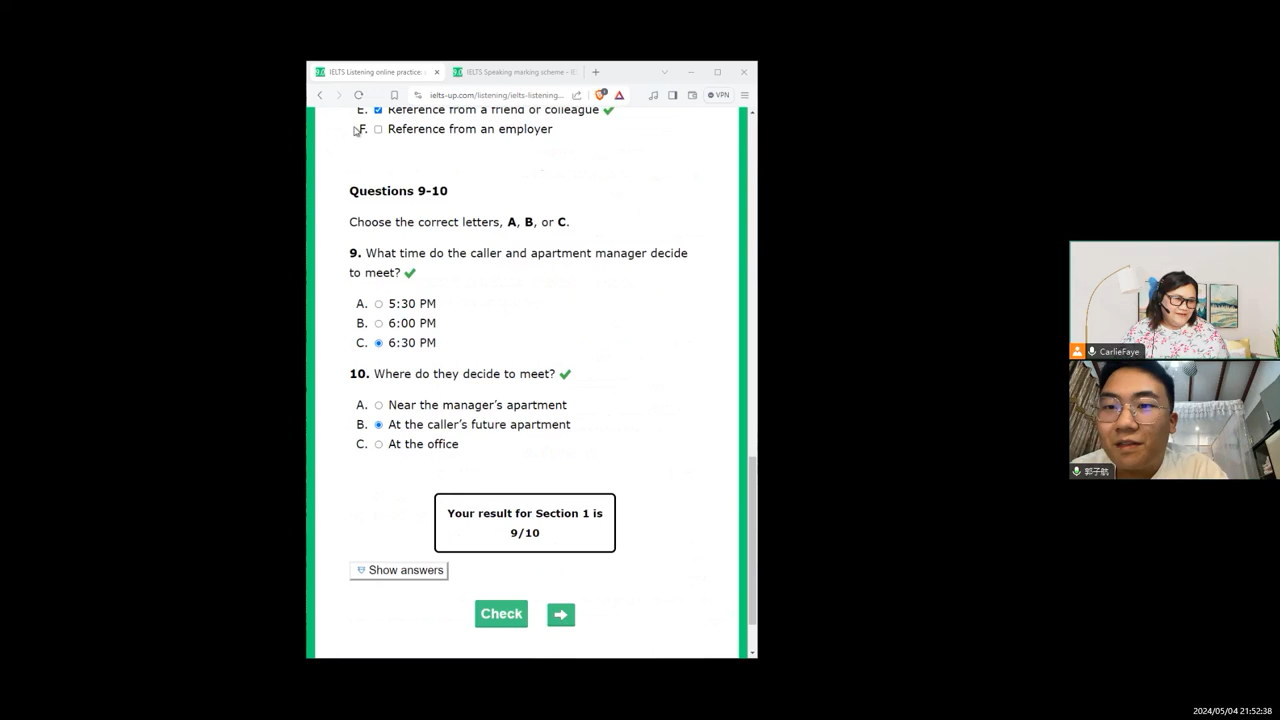 IELTS Listening online practice:
IELTS Speaking marking scheme - IE
ielts-up.com/listening/ielts-listening...
VPN
E. Reference from a friend or colleague
F. Reference from an employer
Questions 9-10
Choose the correct letters, A, B, or C.
9. What time do the caller and apartment manager decide
to meet?
A. 5:30 PM
B. 6:00 PM
C. 6:30 PM
10. Where do they decide to meet?
A. Near the manager's apartment
B. At the caller's future apartment
C. At the office
Your result for Section 1 is
9/10
Show answers
Check
CarlieFaye
郭子航
2024/05/04 21:52:38